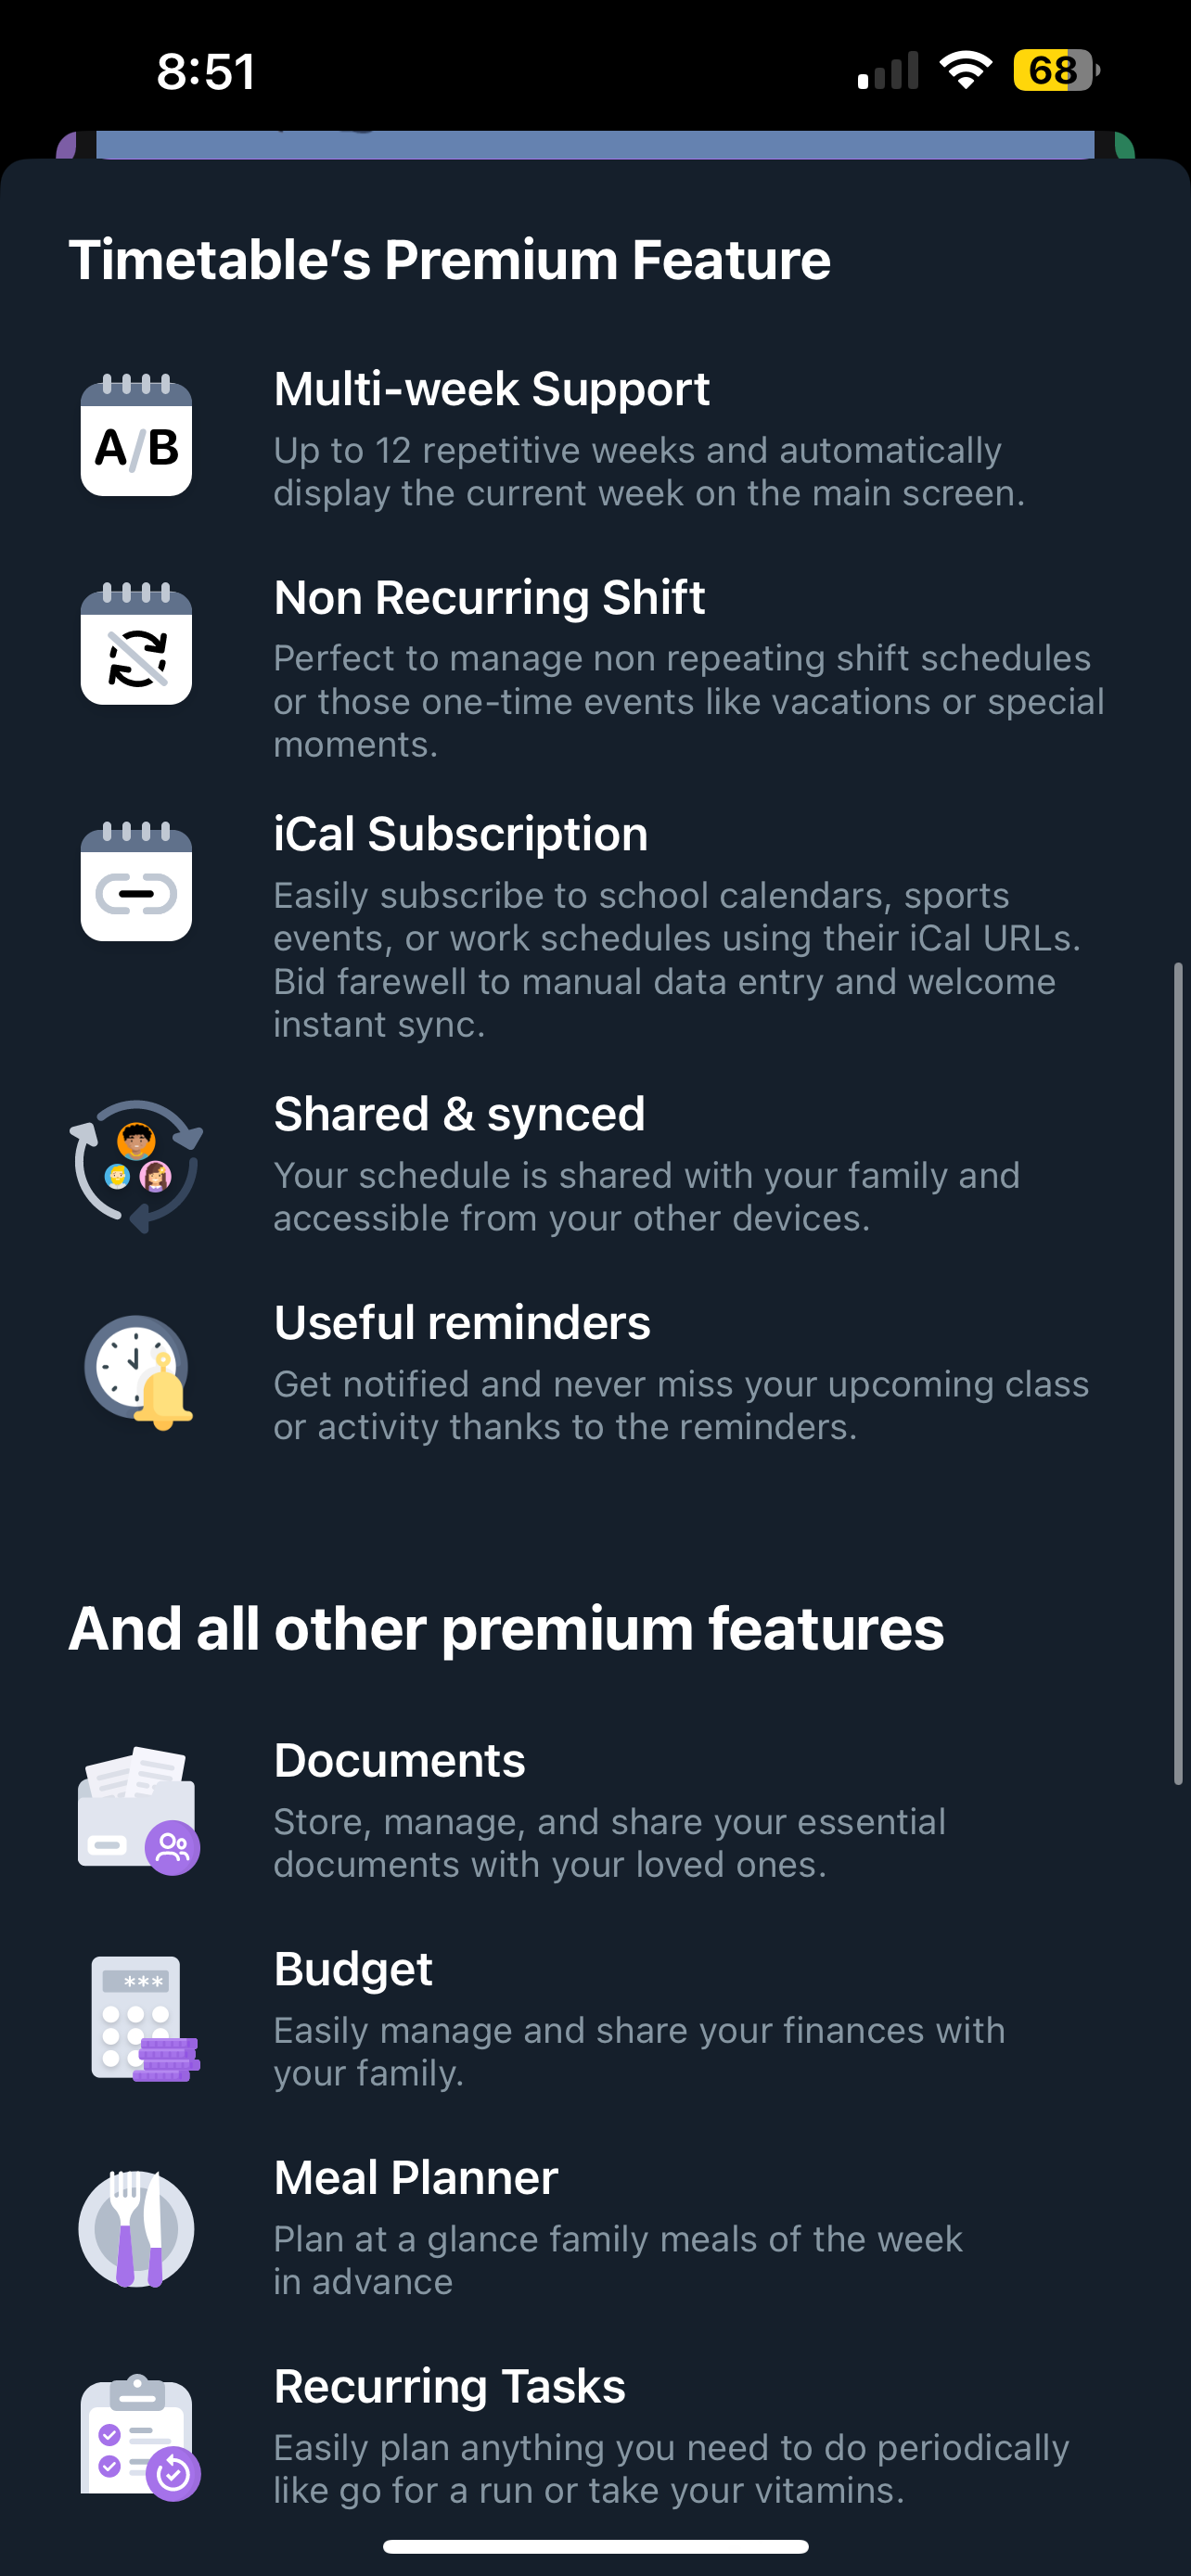 8:51
68
Timetable’s Premium Feature
A/B
Multi-week Support
Up to 12 repetitive weeks and automatically
display the current week on the main screen.
Non Recurring Shift
Perfect to manage non repeating shift schedules
or those one-time events like vacations or special
moments.
iCal Subscription
Easily subscribe to school calendars, sports
events, or work schedules using their iCal URLs.
Bid farewell to manual data entry and welcome
instant sync.
Shared & synced
Your schedule is shared with your family and
accessible from your other devices.
Useful reminders
Get notified and never miss your upcoming class
or activity thanks to the reminders.
And all other premium features
Documents
Store, manage, and share your essential
documents with your loved ones.
***
Budget
Easily manage and share your finances with
your family.
Meal Planner
Plan at a glance family meals of the week
in advance
Recurring Tasks
Easily plan anything you need to do periodically
like go for a run or take your vitamins.